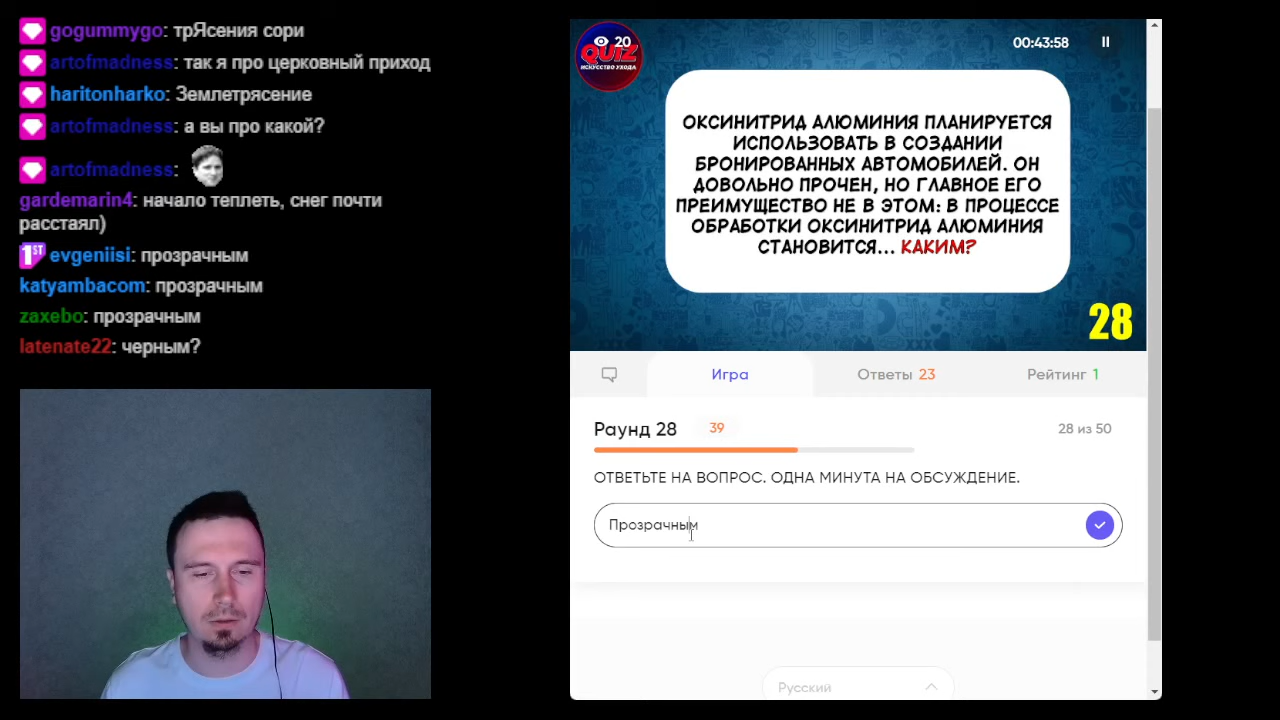 gogummygo: трЯсения сори
artofmadness: так я про церковный приход
haritonharko: Землетрясение
artofmadness: а вы про какой?
artofmadness:
gardemarin4: начало теплеть, снег почти
расстаял)
1ST evgeniisi: прозрачным
katyambacom: прозрачным
zaxebo: прозрачным
latenate22: черным?
20
QUIZ
ИСКУССТВО УХОДА
00:43:58
ОКСИНИТРИД АЛЮМИНИЯ ПЛАНИРУЕТСЯ
ИСПОЛЬЗОВАТЬ В СОЗДАНИИ
БРОНИРОВАННЫХ АВТОМОБИЛЕЙ. ОН
ДОВОЛЬНО ПРОЧЕН, НО ГЛАВНОЕ ЕГО
ПРЕИМУЩЕСТВО НЕ В ЭТОМ: В ПРОЦЕССЕ
ОБРАБОТКИ ОКСИНИТРИД АЛЮМИНИЯ
СТАНОВИТСЯ... КАКИМ?
28
Игра
Ответы 23
Рейтинг 1
Раунд 28 39
28 из 50
ОТВЕТЬТЕ НА ВОПРОС. ОДНА МИНУТА НА ОБСУЖДЕНИЕ.
Прозрачным
Русский